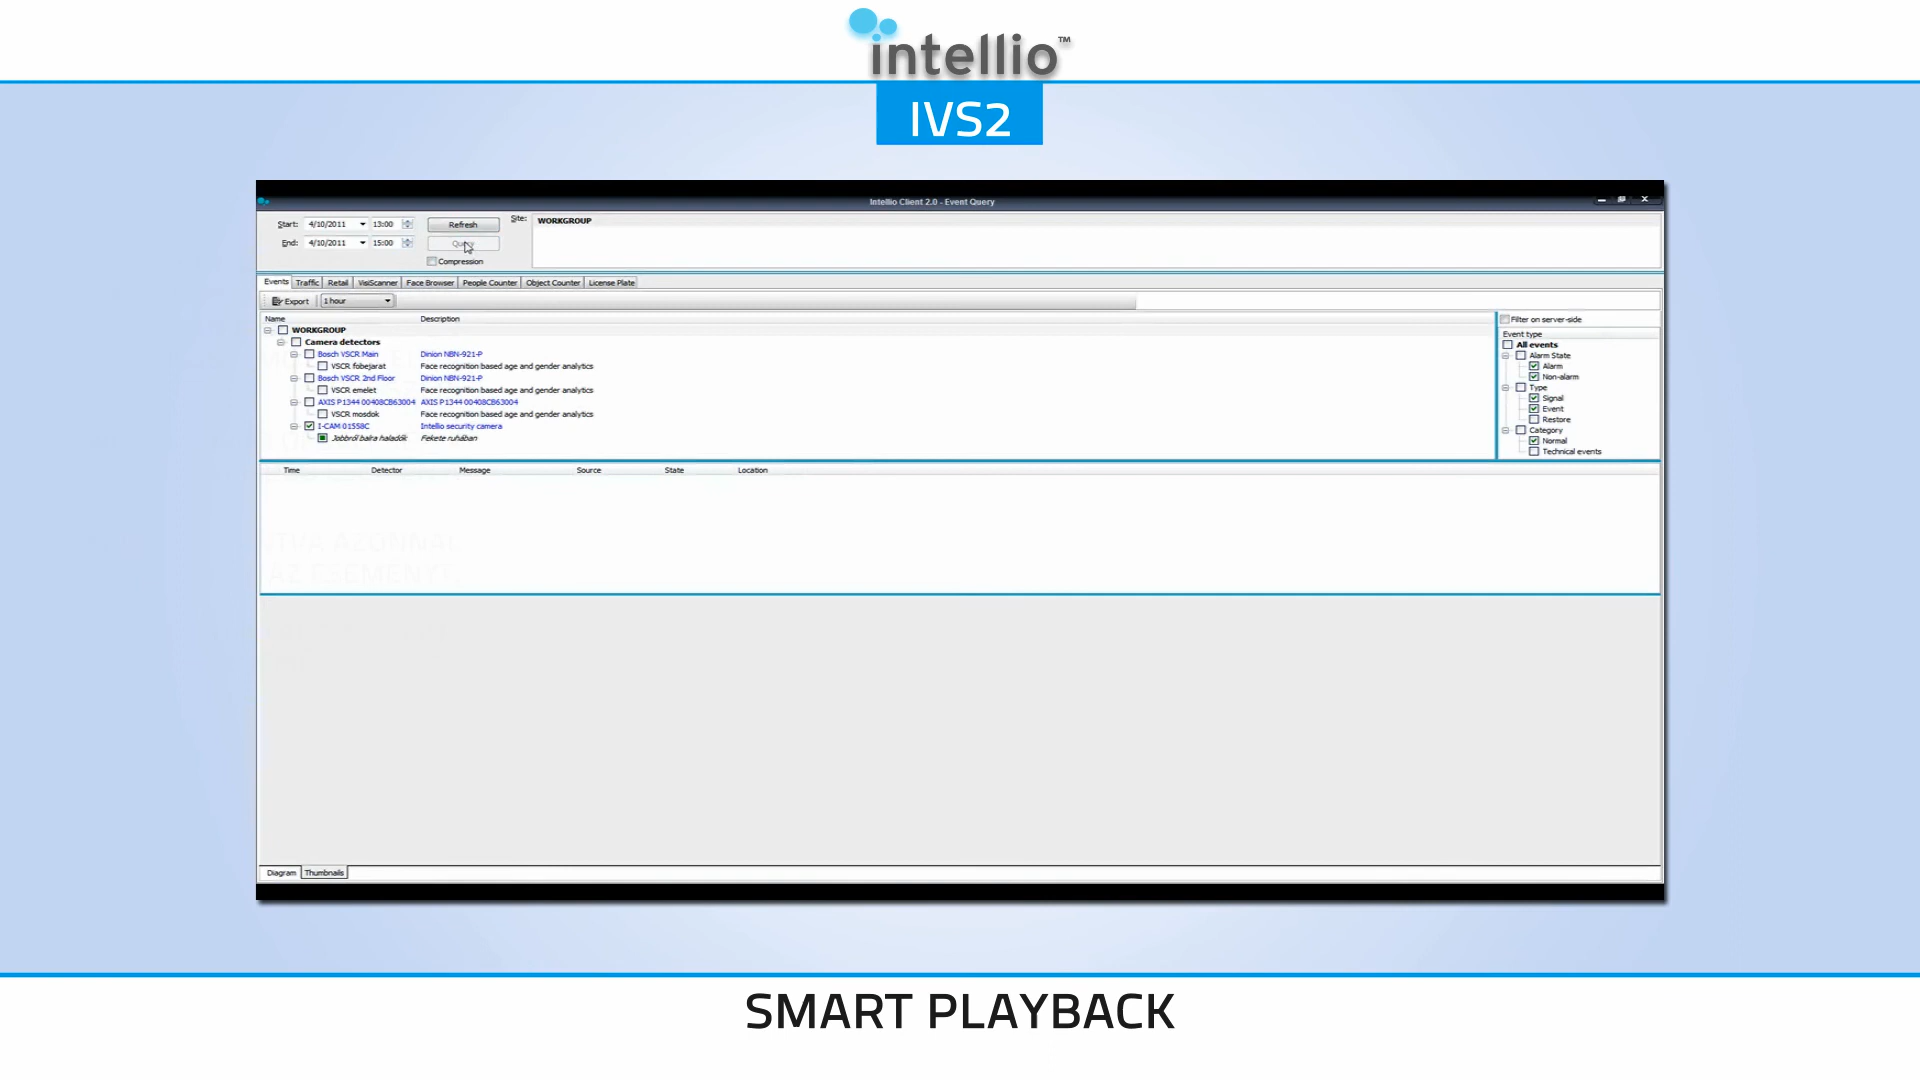 intellio™
IVS2
Intellio Client 2.0 - Event Query
Start: 4/10/2011 13:00 Refresh Site: WORKGROUP
End: 4/10/2011 15:00
Compression
Events Traffic Retail VisiScanner Face Browser People Counter Object Counter License Plate
Export 1 hour
Name Description
WORKGROUP
Camera detectors
Bosch VSCR Main Dinion NBN-921-P
VSCR fobejarat Face recognition based age and gender analytics
Bosch VSCR 2nd Floor Dinion NBN-921-P
VSCR emelet Face recognition based age and gender analytics
AXIS P1344 00408CB63004 AXIS P1344 00408CB63004
VSCR mosdok Face recognition based age and gender analytics
I-CAM 01558C Intellio security camera
Jobbról balra haladók Fekete ruhában
Filter on server-side
Event type
All events
Alarm State
Alarm
Non-alarm
Type
Signal
Event
Restore
Category
Normal
Technical events
Time Detector Message Source State Location
AZONNAL
AZ ESEMÉNYT
Diagram Thumbnails
SMART PLAYBACK